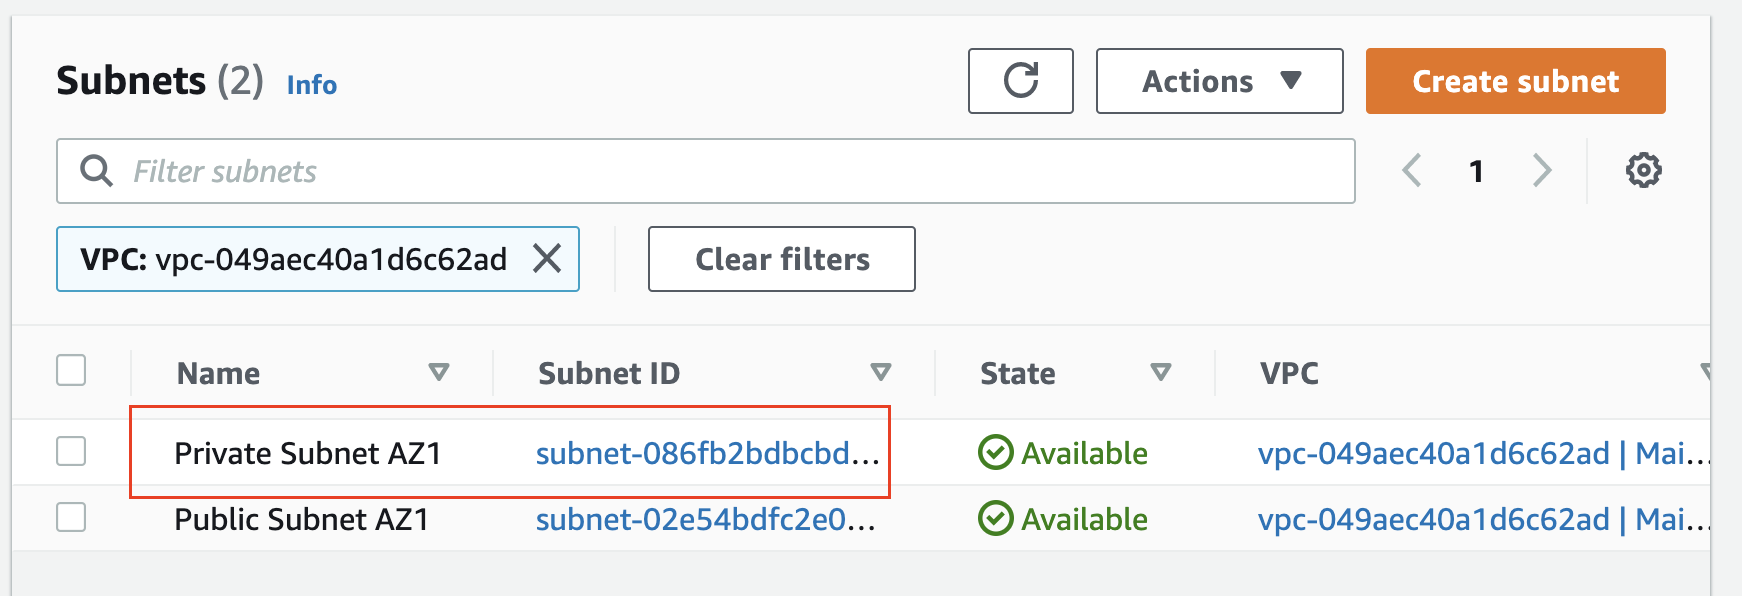 Subnets (2) Info
Actions
Create subnet
Filter subnets
1
VPC: vpc-049aec40a1d6c62ad
Clear filters
Name Subnet ID State VPC
Private Subnet AZ1 subnet-086fb2bdbcbd... Available vpc-049aec40a1d6c62ad | Mai...
Public Subnet AZ1 subnet-02e54bdfc2e0... Available vpc-049aec40a1d6c62ad | Mai...